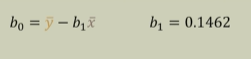 b₀ = ȳ − b₁x̄ b₁ = 0.1462